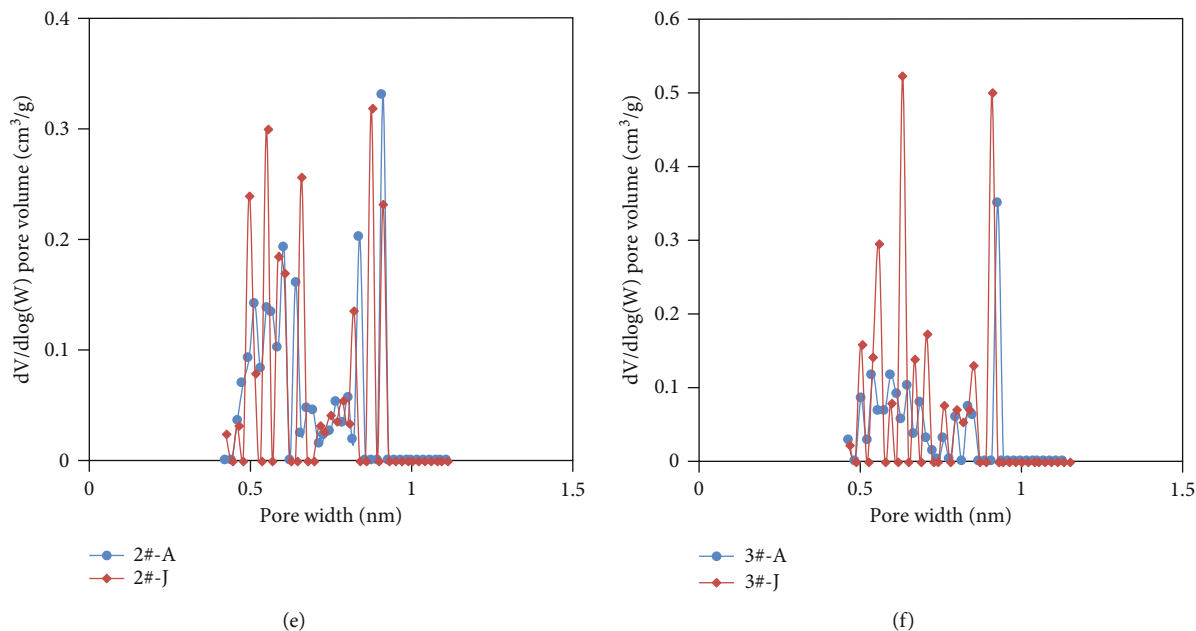 dV/dlog(W) pore volume (cm³/g)
0.4
0.3
0.2
0.1
0
0
0.5
1
1.5
Pore width (nm)
2#-A
2#-J
(e)
dV/dlog(W) pore volume (cm³/g)
0.6
0.5
0.4
0.3
0.2
0.1
0
0
0.5
1
1.5
Pore width (nm)
3#-A
3#-J
(f)